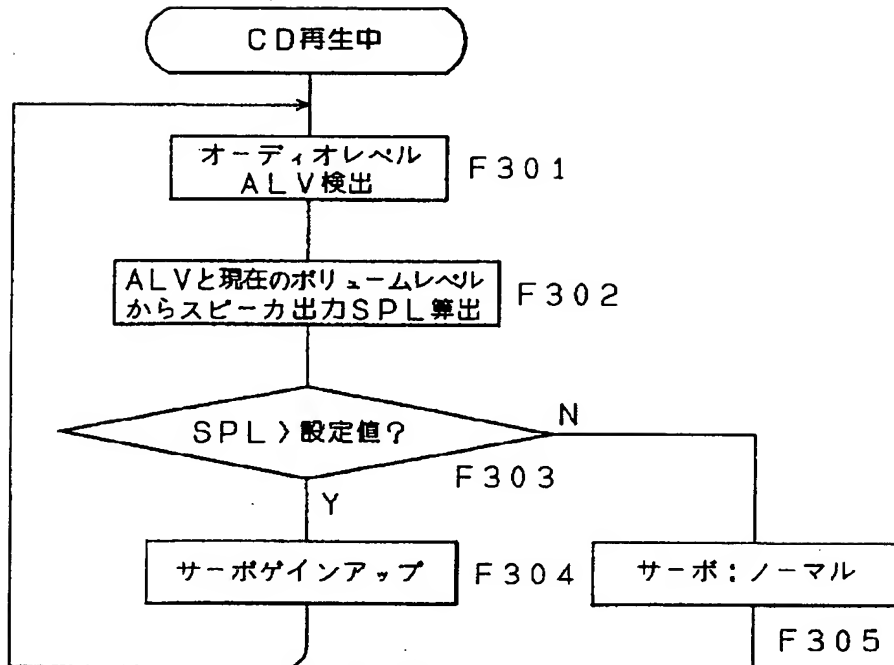 CD再生中
オーディオレベル
ALV検出
F301
ALVと現在のボリュームレベル
からスピーカ出力SPL算出
F302
SPL>設定値?
N
F303
Y
サーボゲインアップ
F304
サーボ:ノーマル
F305